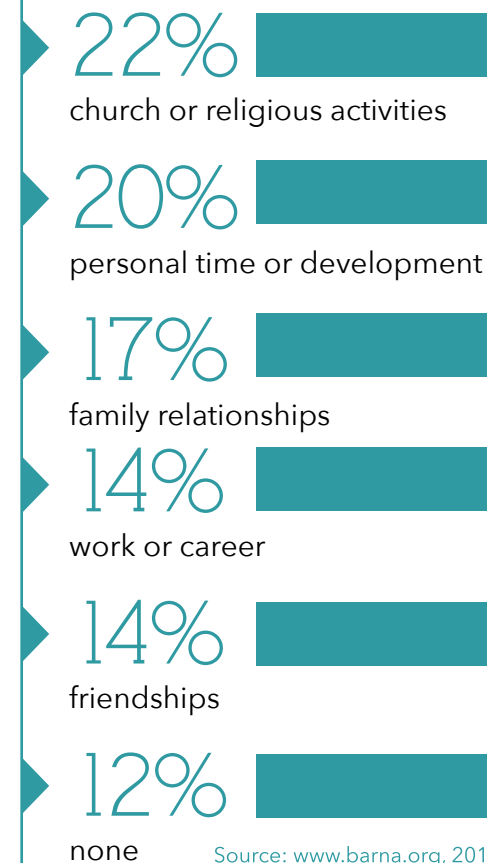 22%
church or religious activities
20%
personal time or development
17%
family relationships
14%
work or career
14%
friendships
12%
none
Source: www.barna.org, 201